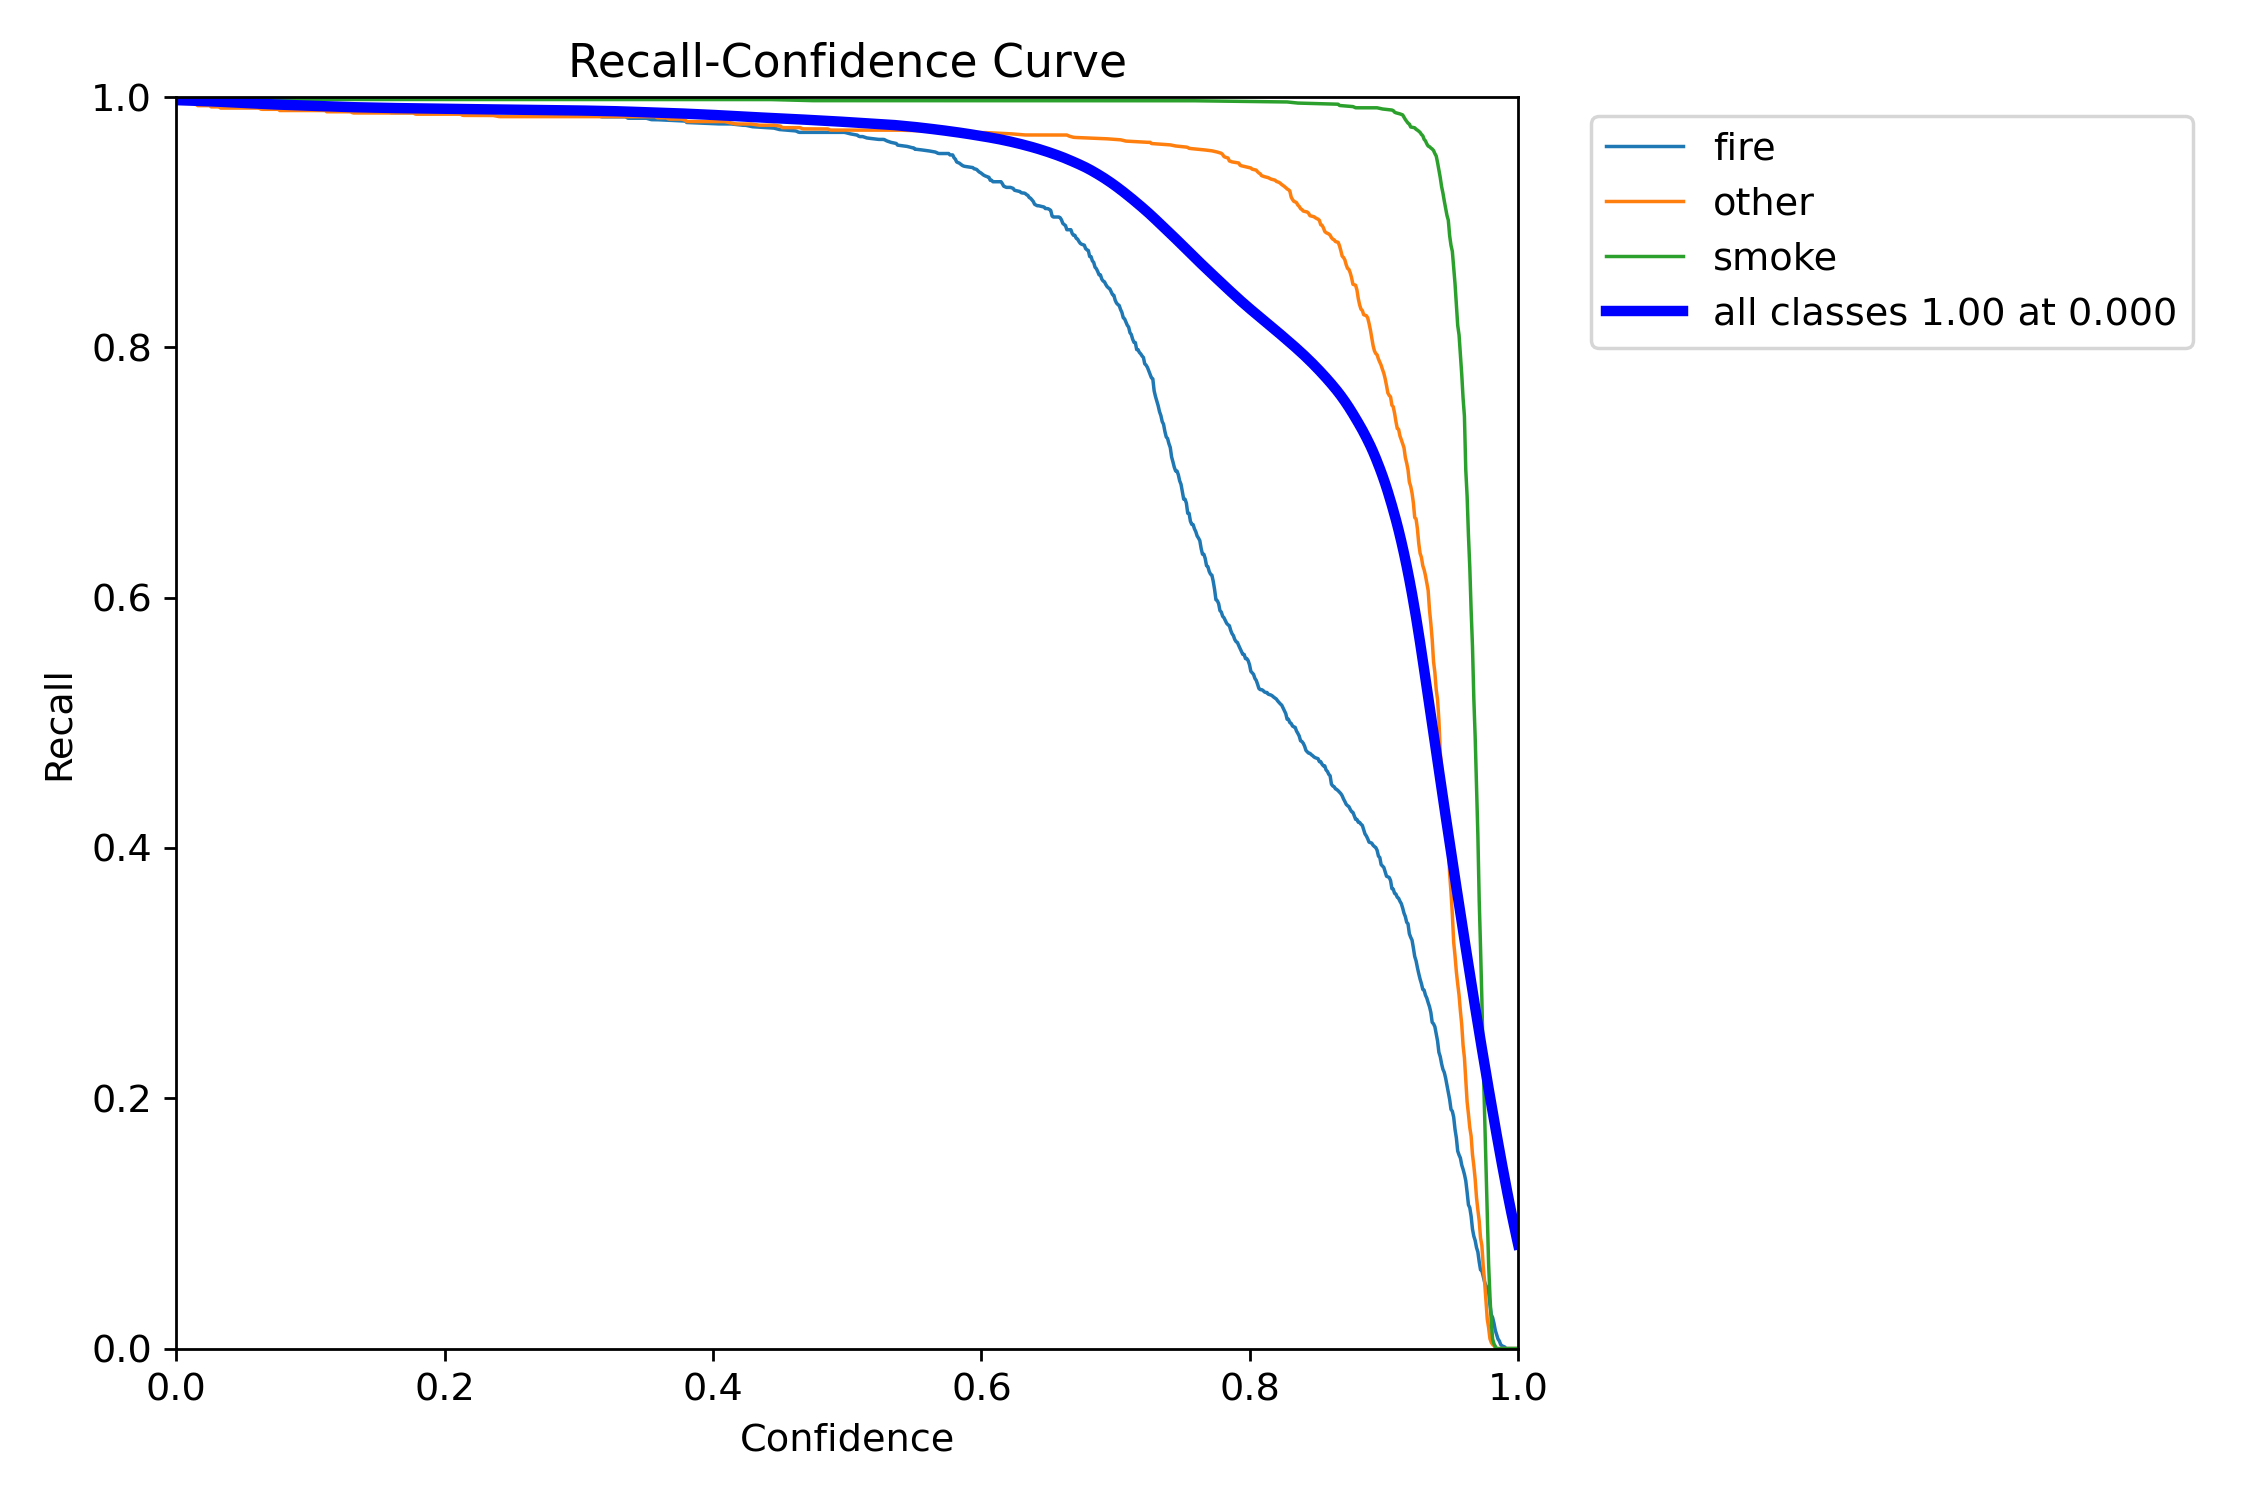 Recall-Confidence Curve
1.0
0.8
0.6
0.4
0.2
0.0
Recall
0.0 0.2 0.4 0.6 0.8 1.0
Confidence
fire
other
smoke
all classes 1.00 at 0.000